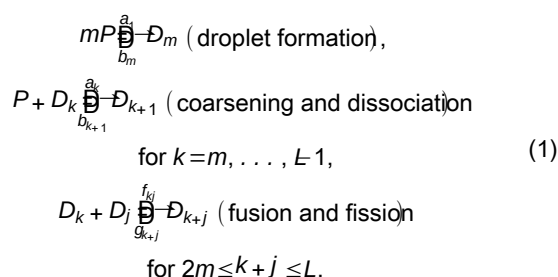 mP ⇌ D_m (droplet formation),
a_1
b_m
P + D_k ⇌ D_{k+1} (coarsening and dissociation)
a_k
b_{k+1}
for k = m, . . . , L-1,
(1)
D_k + D_j ⇌ D_{k+j} (fusion and fission)
f_{kj}
g_{k+j}
for 2m ≤ k + j ≤ L.